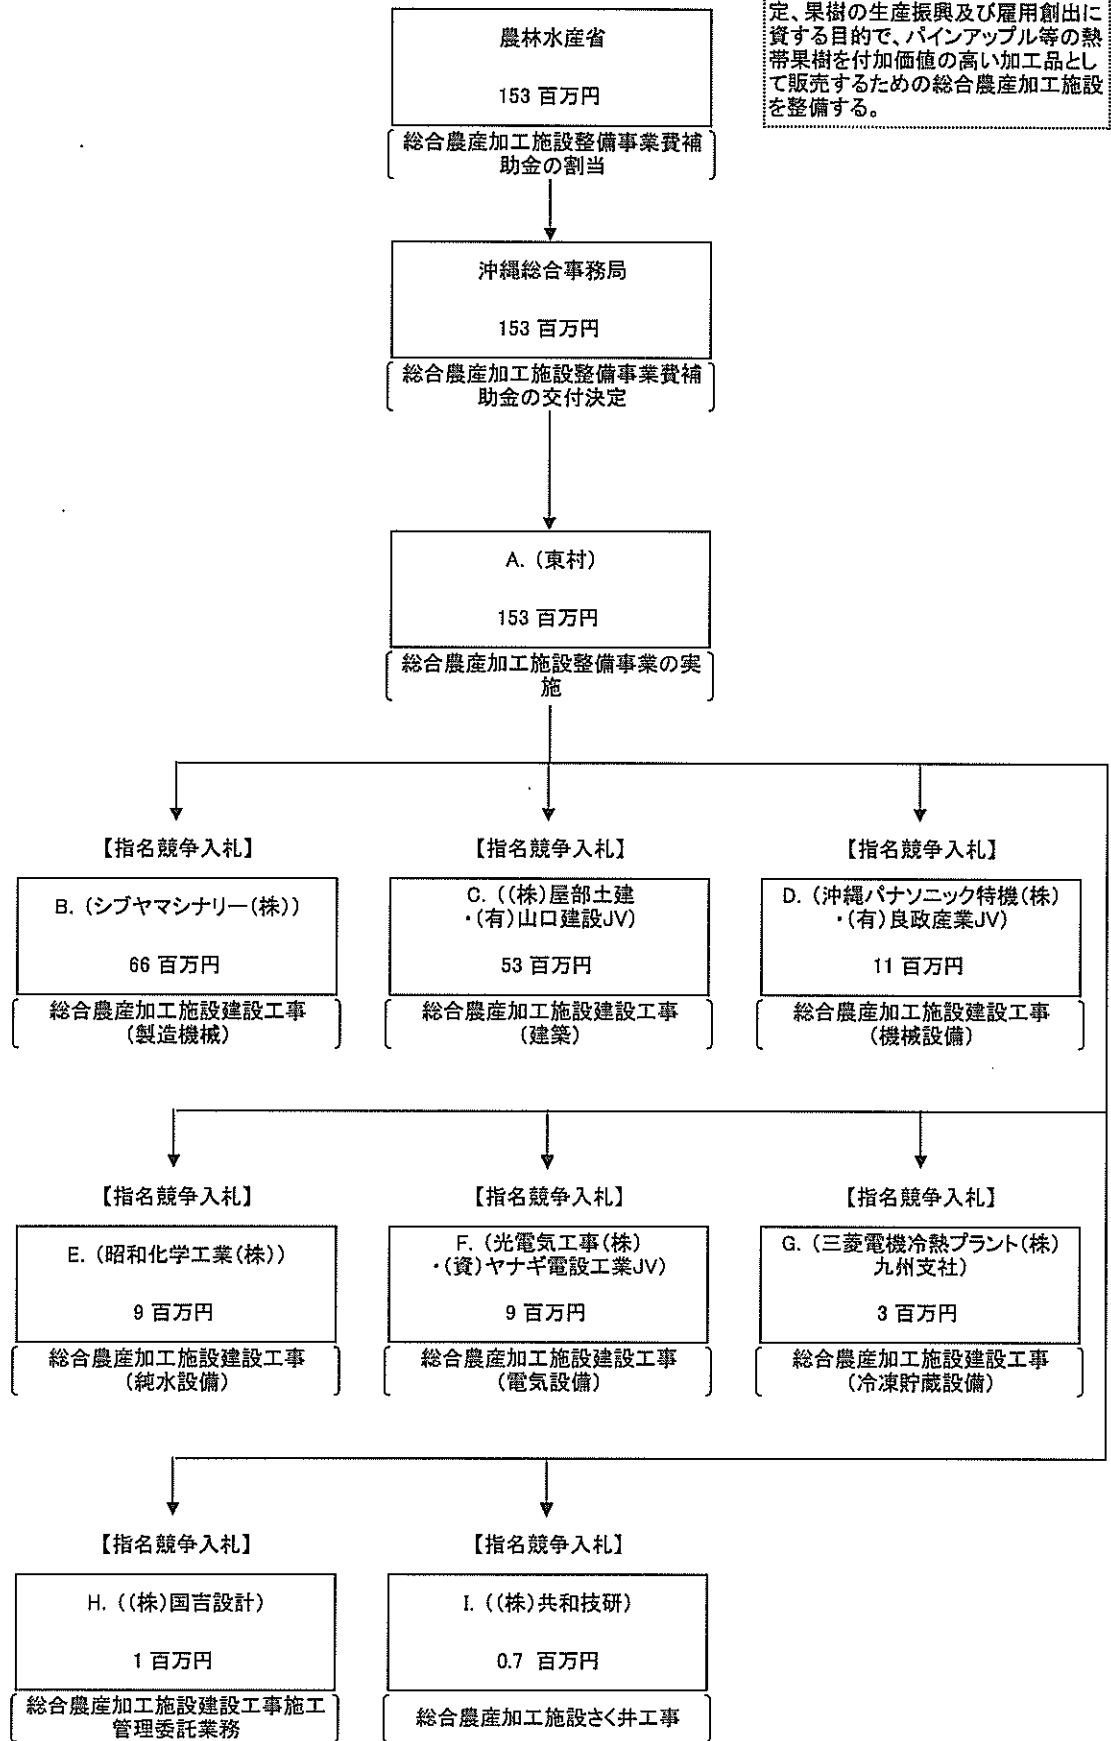 定、果樹の生産振興及び雇用創出に
資する目的で、パインアップル等の熱
帯果樹を付加価値の高い加工品とし
て販売するための総合農産加工施設
を整備する。
農林水産省
153 百万円
総合農産加工施設整備事業費補
助金の割当
沖縄総合事務局
153 百万円
総合農産加工施設整備事業費補
助金の交付決定
A. (東村)
153 百万円
総合農産加工施設整備事業の実
施
【指名競争入札】
B. (シブヤマシナリー(株))
66 百万円
総合農産加工施設建設工事
(製造機械)
【指名競争入札】
C. ((株)屋部土建
・(有)山口建設JV)
53 百万円
総合農産加工施設建設工事
(建築)
【指名競争入札】
D. (沖縄パナソニック特機(株)
・(有)良政産業JV)
11 百万円
総合農産加工施設建設工事
(機械設備)
【指名競争入札】
E. (昭和化学工業(株))
9 百万円
総合農産加工施設建設工事
(純水設備)
【指名競争入札】
F. (光電気工事(株)
・(資)ヤナギ電設工業JV)
9 百万円
総合農産加工施設建設工事
(電気設備)
【指名競争入札】
G. (三菱電機冷熱プラント(株)
九州支社)
3 百万円
総合農産加工施設建設工事
(冷凍貯蔵設備)
【指名競争入札】
H. ((株)国吉設計)
1 百万円
総合農産加工施設建設工事施工
管理委託業務
【指名競争入札】
I. ((株)共和技研)
0.7 百万円
総合農産加工施設さく井工事